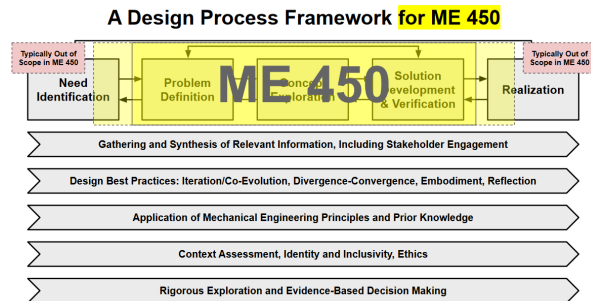 A Design Process Framework for ME 450
Typically Out of
Scope in ME 450
Typically Out of
Scope in ME 450
Need
Identification
Problem
Definition
Concept
Exploration
Solution
Development
& Verification
Realization
ME 450
Gathering and Synthesis of Relevant Information, Including Stakeholder Engagement
Design Best Practices: Iteration/Co-Evolution, Divergence-Convergence, Embodiment, Reflection
Application of Mechanical Engineering Principles and Prior Knowledge
Context Assessment, Identity and Inclusivity, Ethics
Rigorous Exploration and Evidence-Based Decision Making